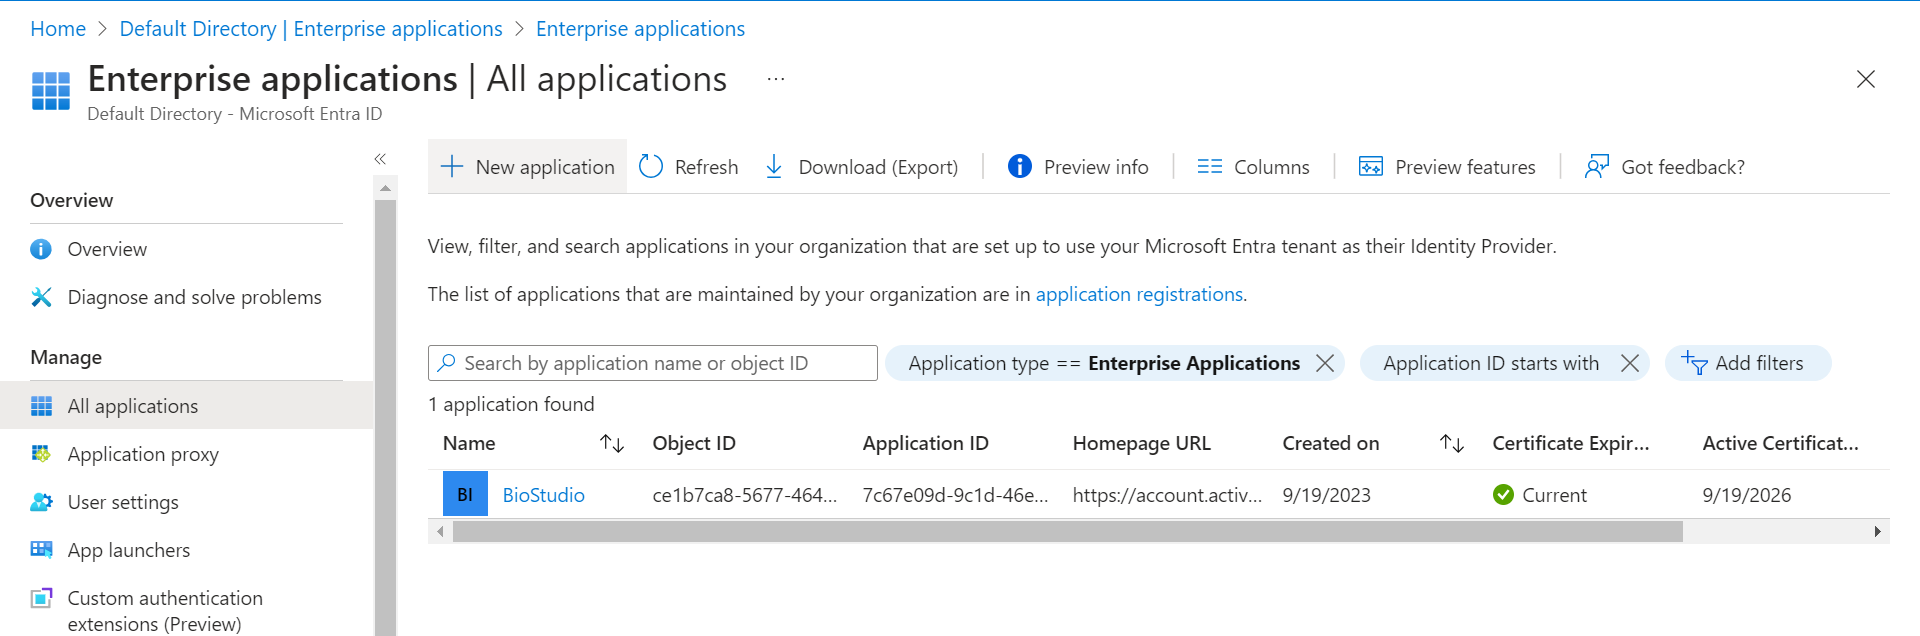 Home > Default Directory | Enterprise applications > Enterprise applications
Enterprise applications | All applications ...
Default Directory - Microsoft Entra ID
«
Overview
Overview
Diagnose and solve problems
Manage
All applications
Application proxy
User settings
App launchers
Custom authentication
extensions (Preview)
New application Refresh Download (Export) Preview info Columns Preview features Got feedback?
View, filter, and search applications in your organization that are set up to use your Microsoft Entra tenant as their Identity Provider.
The list of applications that are maintained by your organization are in application registrations.
Search by application name or object ID Application type == Enterprise Applications Application ID starts with Add filters
1 application found
Name Object ID Application ID Homepage URL Created on Certificate Expir... Active Certificat...
BI BioStudio ce1b7ca8-5677-464... 7c67e09d-9c1d-46e... https://account.activ... 9/19/2023 Current 9/19/2026